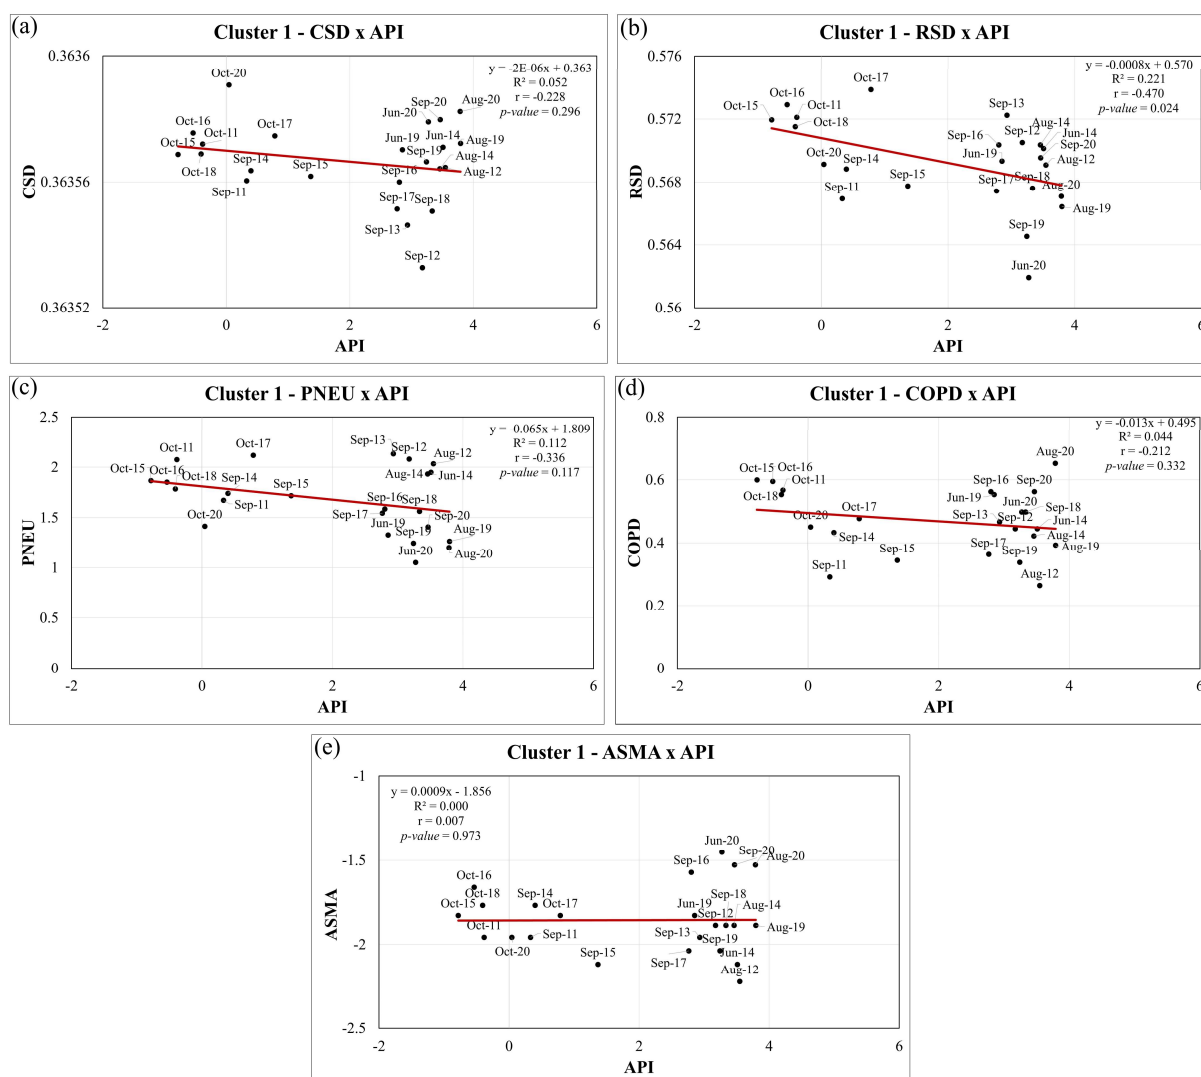 (a)
Cluster 1 - CSD x API
0.3636
y = 2E-06x + 0.363
R² = 0.052
r = -0.228
p-value = 0.296
Oct-20
Oct-16
Oct-11
Oct-17
Oct-15
Oct-18
Sep-14
Sep-11
Sep-15
Sep-20
Jun-20
Aug-20
Jun-19
Jun-14
Aug-19
Sep-19
Aug-14
Sep-16
Aug-12
Sep-17
Sep-18
Sep-13
Sep-12
0.36356
0.36352
CSD
-2 0 2 4 6
API
(b)
Cluster 1 - RSD x API
0.576
y = -0.0008x + 0.570
R² = 0.221
r = -0.470
p-value = 0.024
Oct-17
Oct-16
Oct-15
Oct-11
Oct-18
Sep-14
Sep-11
Sep-15
Sep-13
Aug-14
Sep-16
Sep-12
Jun-14
Sep-20
Jun-19
Aug-12
Sep-17
Sep-18
Aug-20
Aug-19
Sep-19
Jun-20
0.572
0.568
0.564
0.56
RSD
-2 0 2 4 6
API
(c)
Cluster 1 - PNEU x API
2.5
y = 0.065x + 1.809
R² = 0.112
r = -0.336
p-value = 0.117
Oct-11
Oct-17
Oct-15
Oct-16
Oct-18
Sep-14
Sep-11
Sep-15
Oct-20
Sep-13
Sep-12
Aug-12
Aug-14
Jun-14
Sep-16
Sep-18
Sep-17
Jun-19
Sep-20
Sep-19
Aug-19
Jun-20
Aug-20
2
1.5
1
0.5
0
PNEU
-2 0 2 4 6
API
(d)
Cluster 1 - COPD x API
0.8
y = -0.013x + 0.495
R² = 0.044
r = -0.212
p-value = 0.332
Aug-20
Oct-15
Oct-16
Oct-11
Oct-18
Oct-20
Oct-17
Sep-14
Sep-11
Sep-15
Sep-16
Sep-20
Jun-19
Jun-20
Sep-18
Sep-13
Sep-12
Jun-14
Aug-14
Sep-17
Sep-19
Aug-19
Aug-12
0.6
0.4
0.2
0
COPD
-2 0 2 4 6
API
(e)
Cluster 1 - ASMA x API
-1
y = 0.0009x - 1.856
R² = 0.000
r = 0.007
p-value = 0.973
Jun-20
Sep-20
Aug-20
Sep-16
Oct-16
Oct-18
Sep-14
Oct-15
Oct-17
Oct-11
Sep-11
Oct-20
Sep-15
Sep-18
Jun-19
Aug-14
Sep-12
Aug-19
Sep-13
Sep-19
Sep-17
Jun-14
Aug-12
-1.5
-2
-2.5
ASMA
-2 0 2 4 6
API